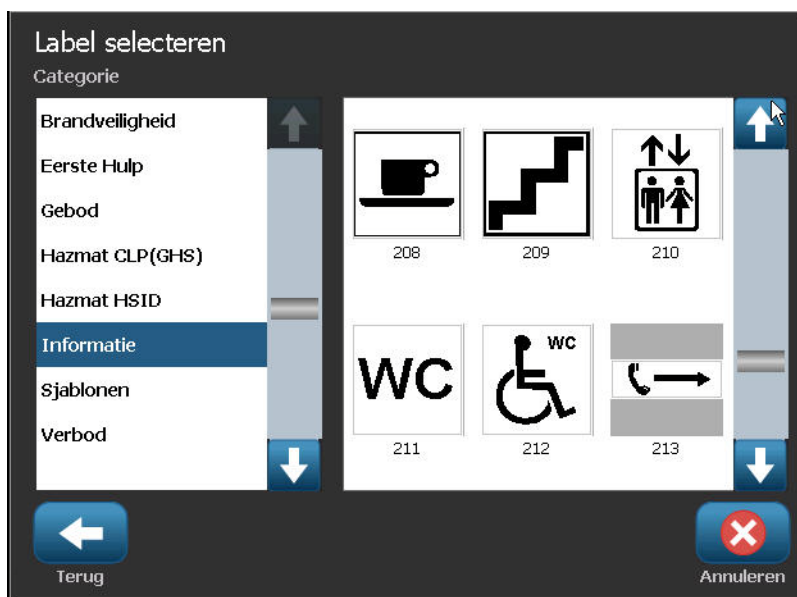 Label selecteren
Categorie
Brandveiligheid
Eerste Hulp
Gebod
Hazmat CLP(GHS)
Hazmat HSID
Informatie
Sjablonen
Verbod
208
209
210
WC
WC
211
212
213
Terug
Annuleren